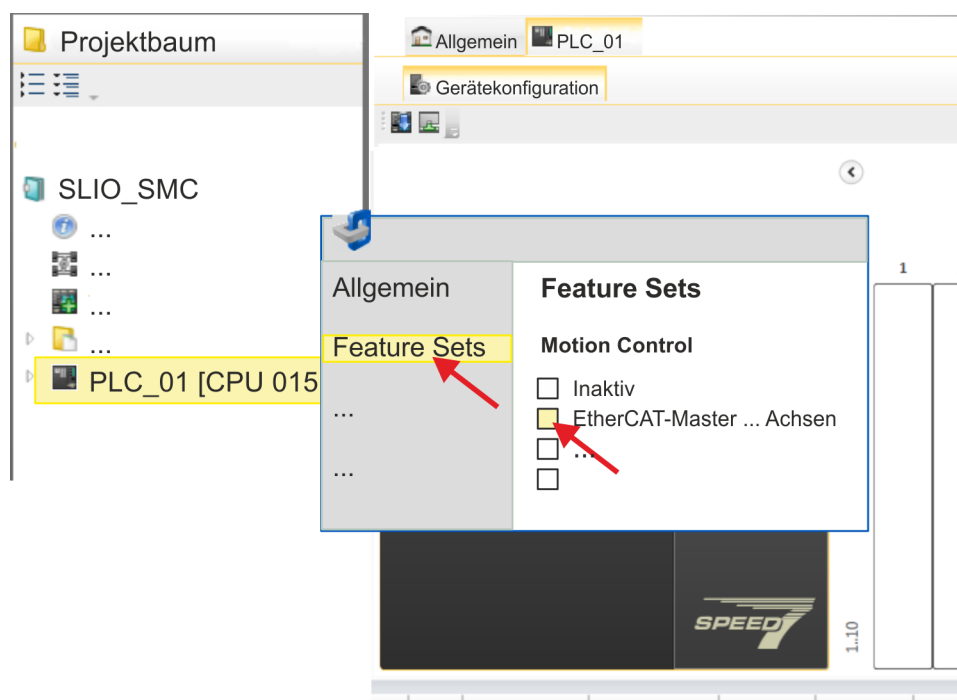 Projektbaum
SLIO_SMC
...
...
...
...
PLC_01 [CPU 015
Allgemein
PLC_01
Gerätekonfiguration
Allgemein
Feature Sets
...
...
Feature Sets
Motion Control
Inaktiv
EtherCAT-Master ... Achsen
...
1
SPEED7
1..10